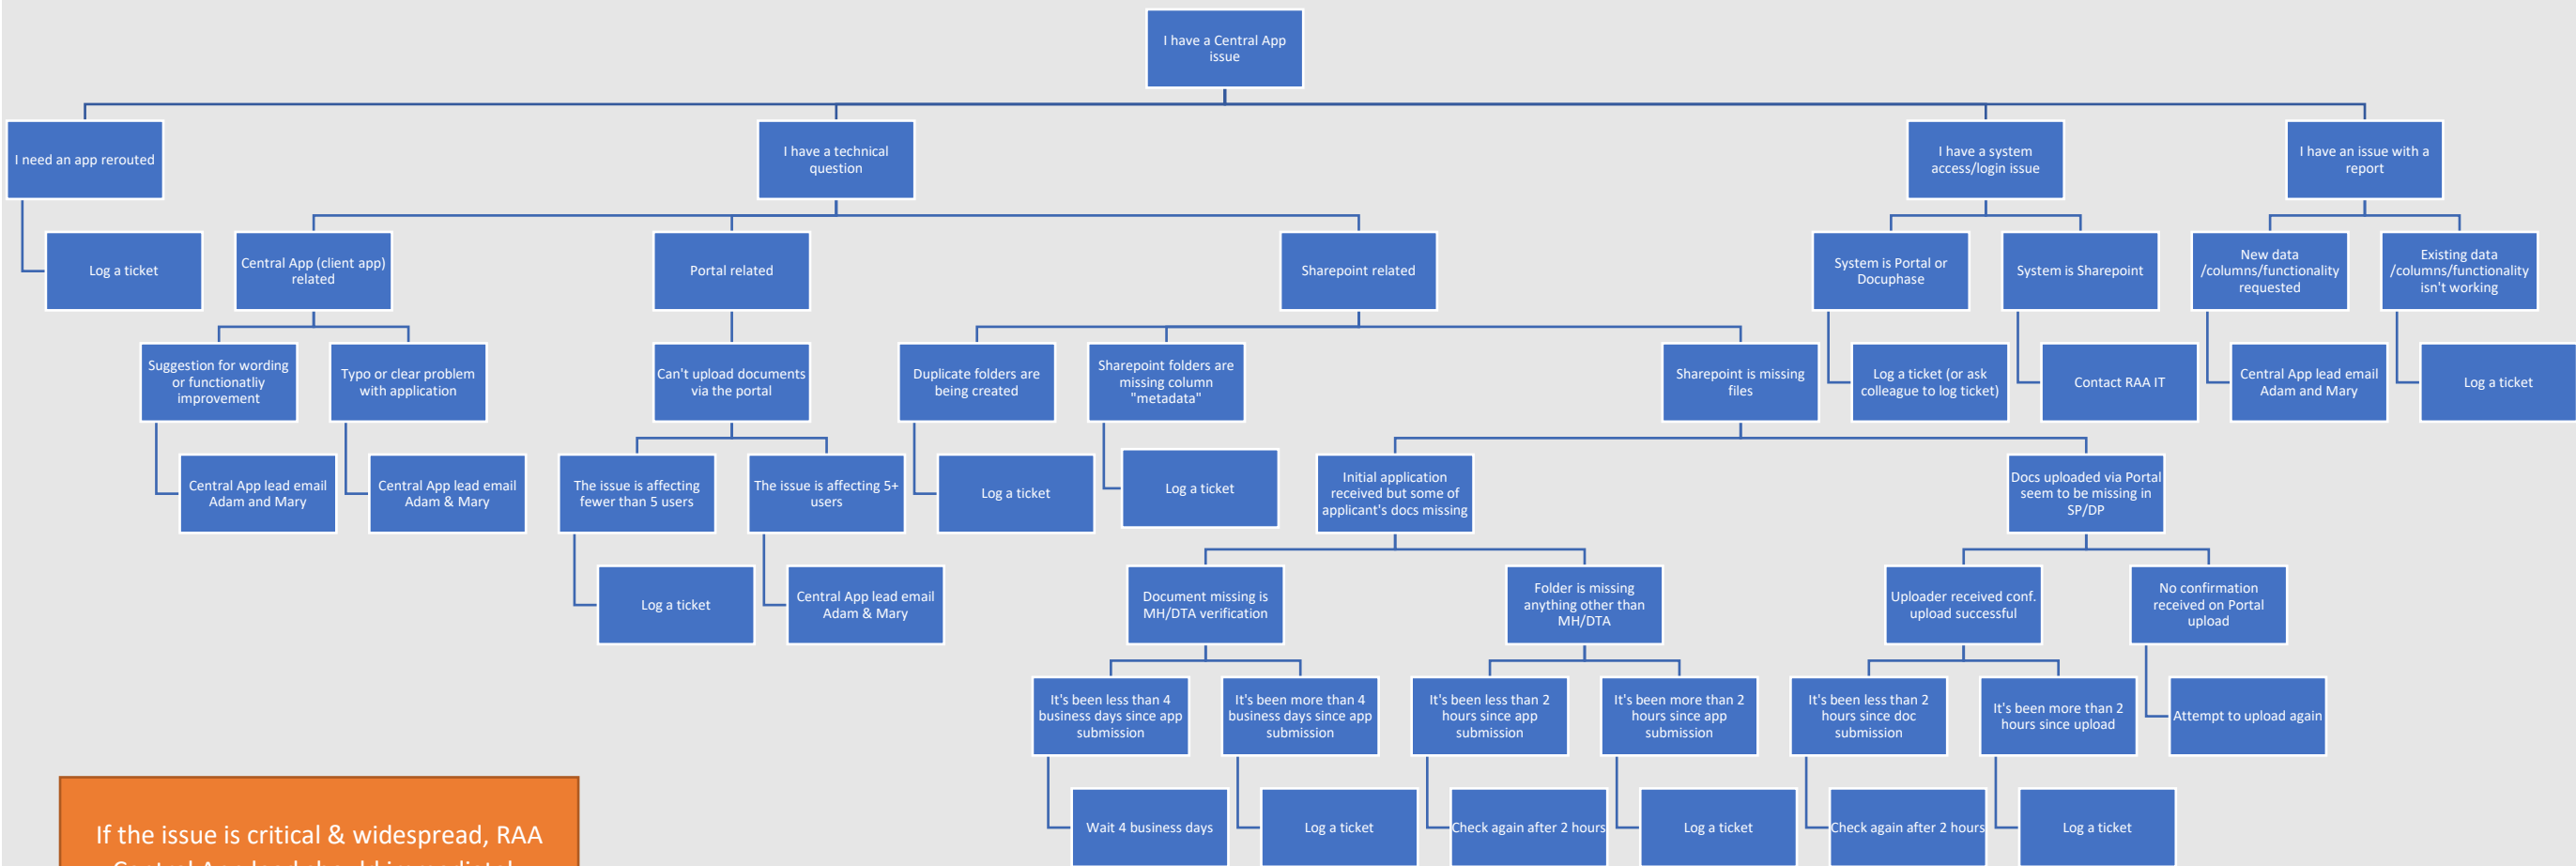 I have a Central App
issue
I need an app rerouted
I have a technical
question
I have a system
access/login issue
I have an issue with a
report
Log a ticket
Central App (client app)
related
Portal related
Sharepoint related
System is Portal or
Docuphase
System is Sharepoint
New data
/columns/functionality
requested
Existing data
/columns/functionality
isn't working
Suggestion for wording
or functionatliy
improvement
Typo or clear problem
with application
Can't upload documents
via the portal
Duplicate folders are
being created
Sharepoint folders are
missing column
"metadata"
Sharepoint is missing
files
Log a ticket (or ask
colleague to log ticket)
Contact RAA IT
Central App lead email
Adam and Mary
Log a ticket
Central App lead email
Adam and Mary
Central App lead email
Adam & Mary
The issue is affecting
fewer than 5 users
The issue is affecting 5+
users
Log a ticket
Log a ticket
Initial application
received but some of
applicant's docs missing
Docs uploaded via Portal
seem to be missing in
SP/DP
Log a ticket
Central App lead email
Adam & Mary
Document missing is
MH/DTA verification
Folder is missing
anything other than
MH/DTA
Uploader received conf.
upload successful
No confirmation
received on Portal
upload
It's been less than 4
business days since app
submission
It's been more than 4
business days since app
submission
It's been less than 2
hours since app
submission
It's been more than 2
hours since app
submission
It's been less than 2
hours since doc
submission
It's been more than 2
hours since upload
Attempt to upload again
Wait 4 business days
Log a ticket
Check again after 2 hours
Log a ticket
Check again after 2 hours
Log a ticket
If the issue is critical & widespread, RAA
Central App lead should immediatel